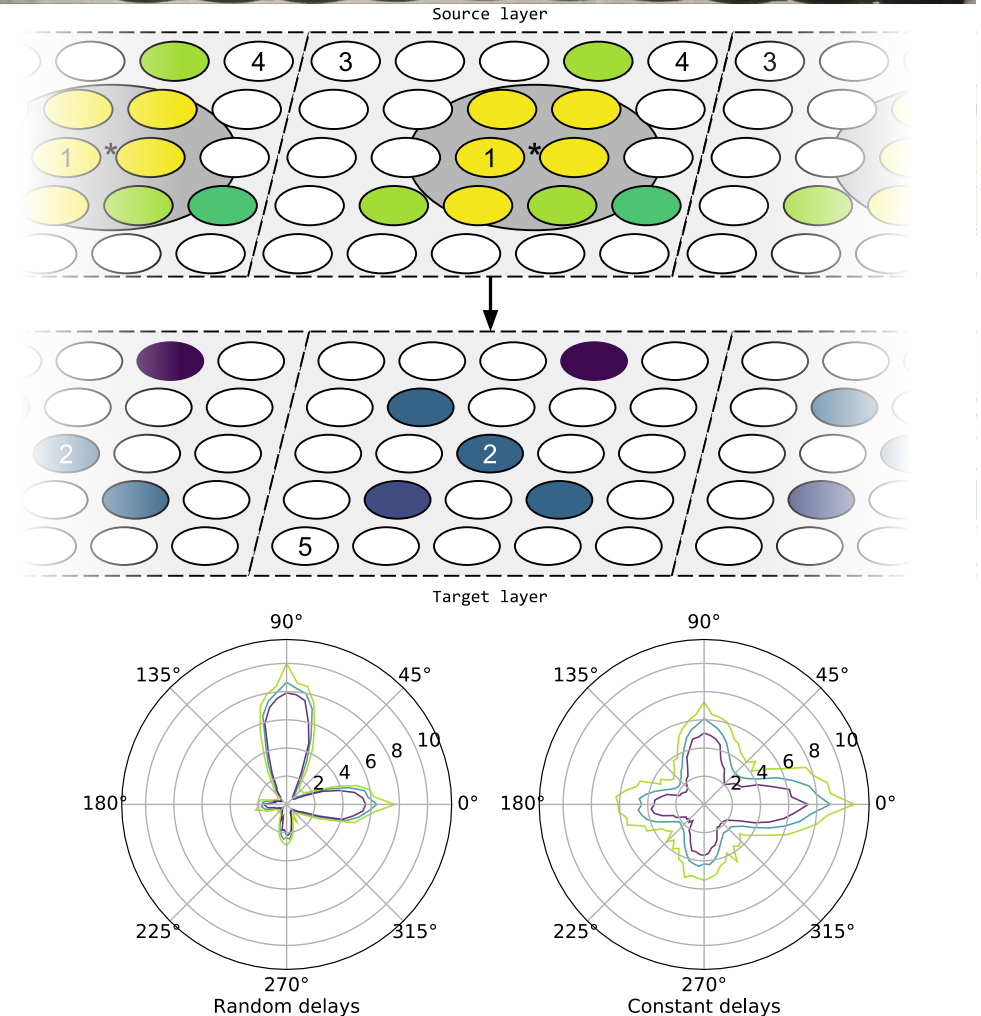 Source layer
4 3 4 3
1 * 1 *
2 2
5
Target layer
90° 90°
135° 45° 135° 45°
10 10
8 8
6 6
4 4
2 2
180° 0° 180° 0°
225° 315° 225° 315°
270° 270°
Random delays Constant delays